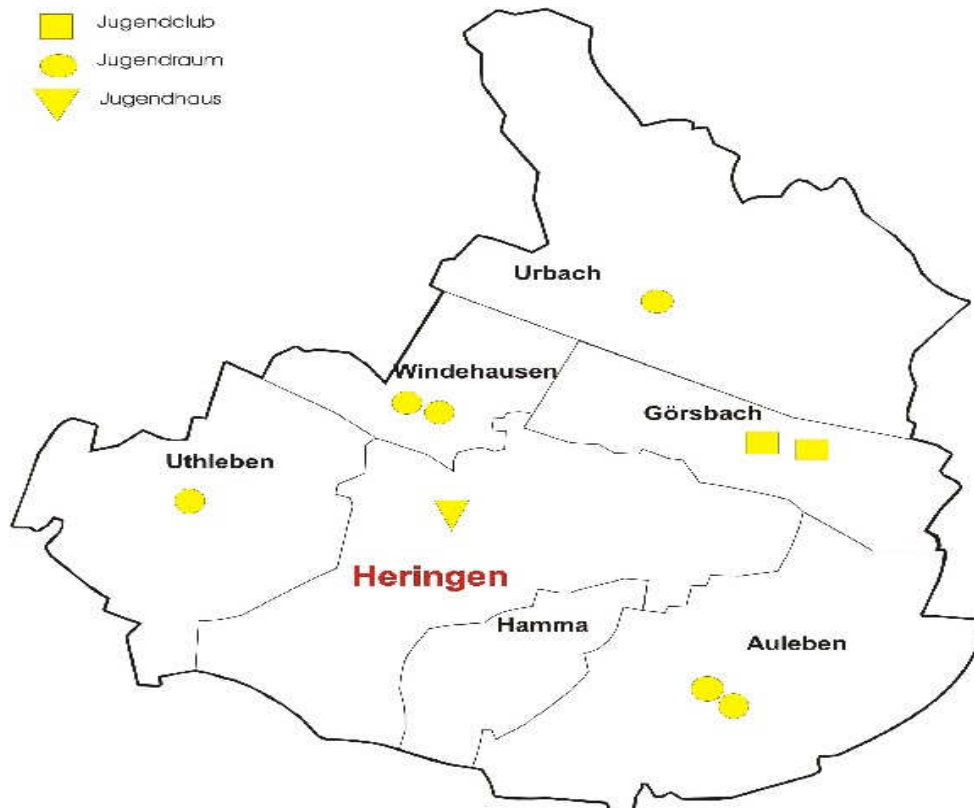 Jugendclub
Jugendraum
Jugendhaus
Urbach
Windehausen
Görsbach
Uthleben
Heringen
Hamma
Auleben